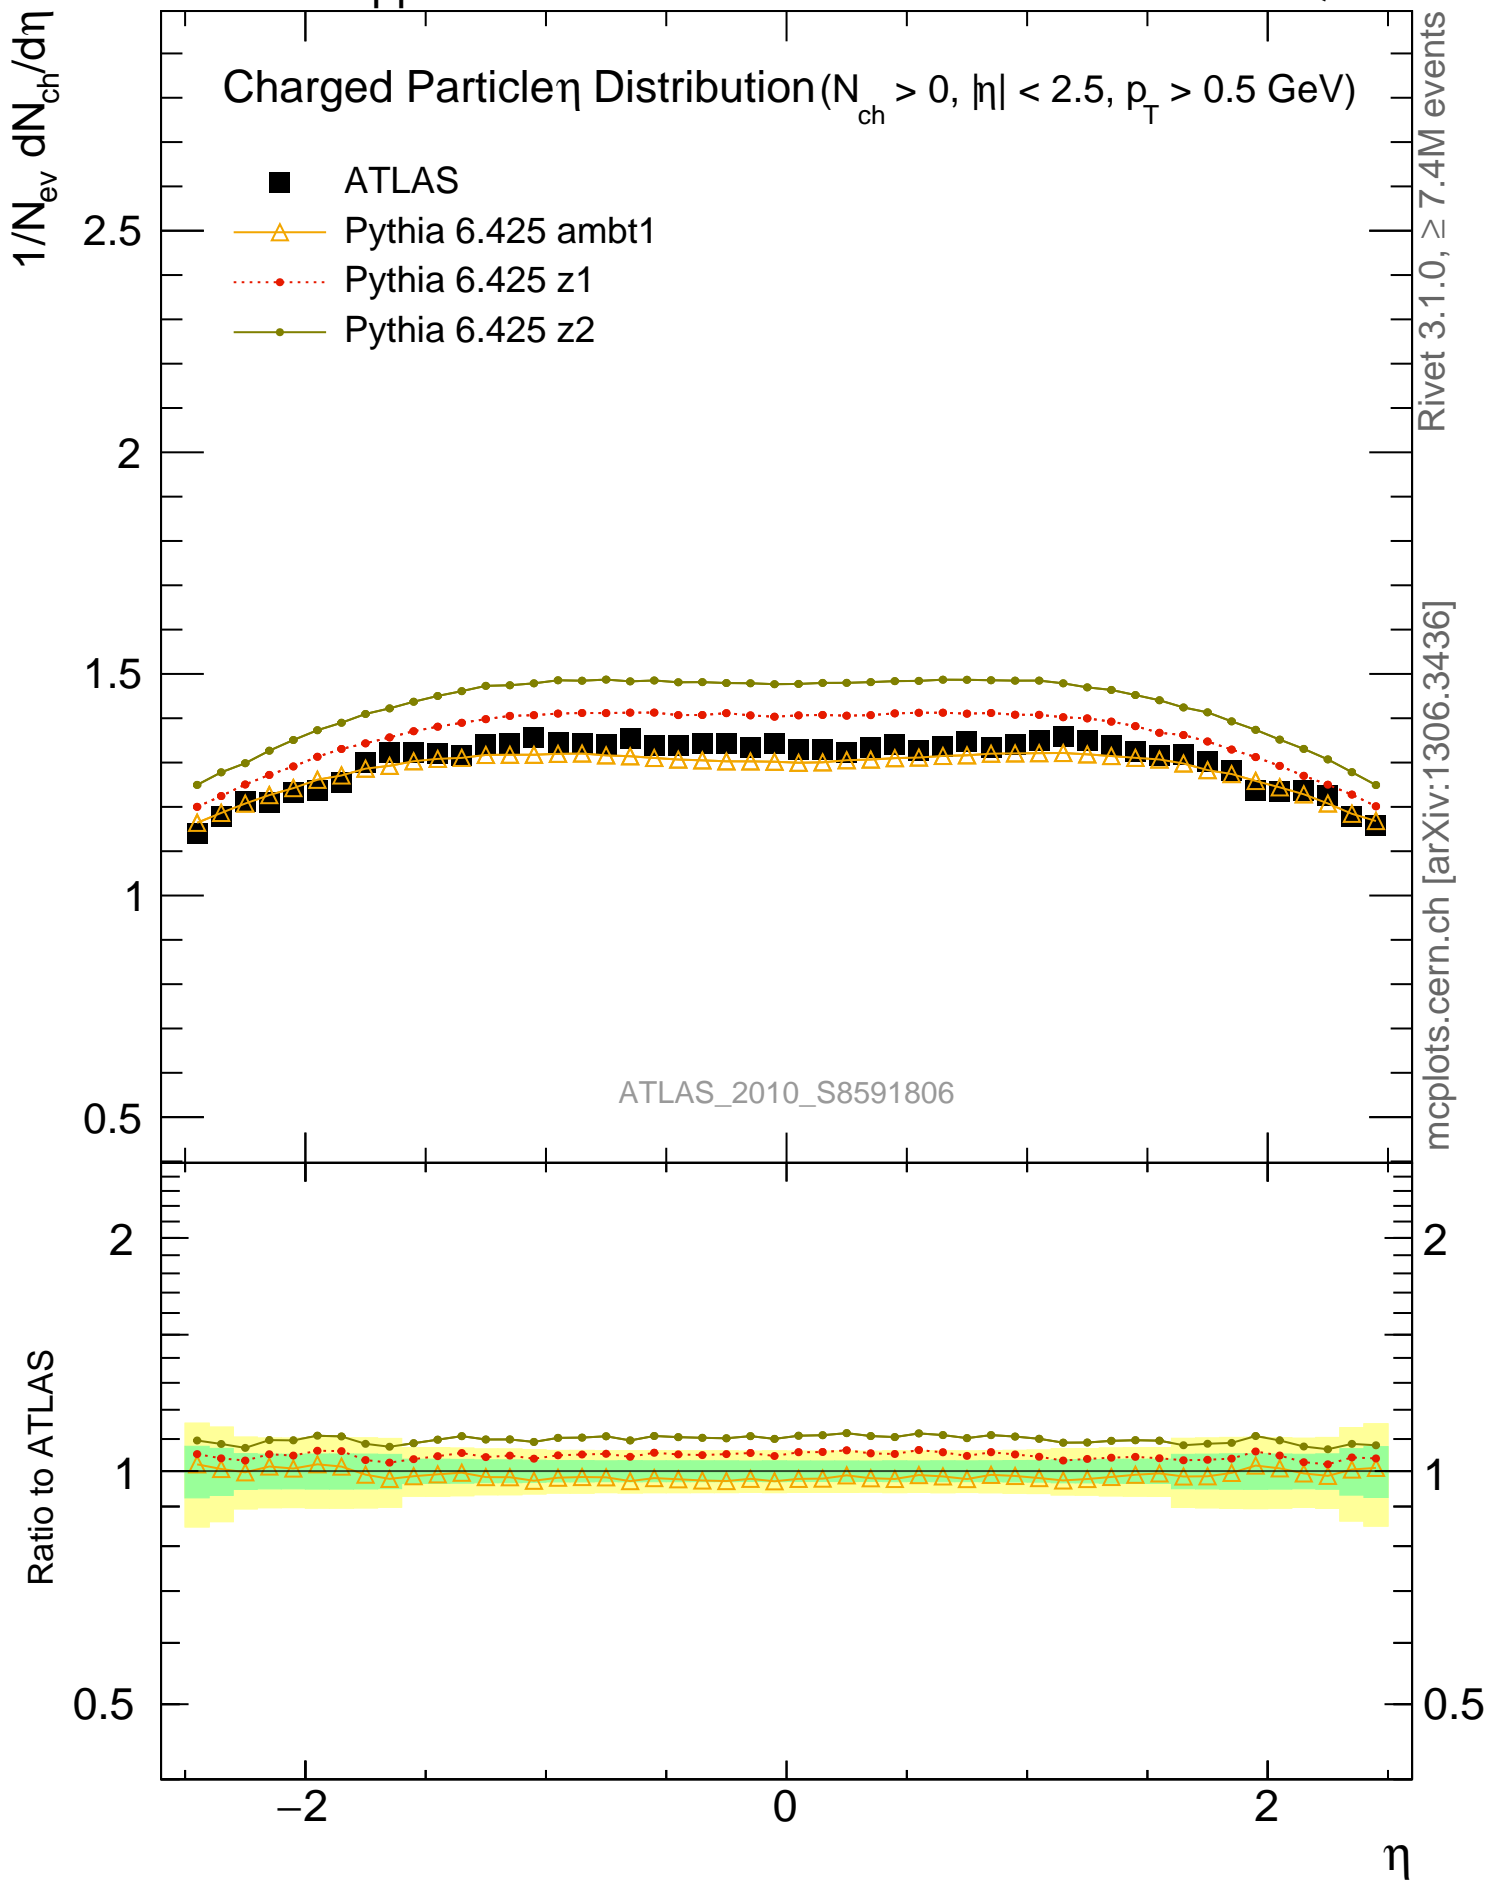 1/N_ev dN_ch/dη
Charged Particle η Distribution (N_ch > 0, |η| < 2.5, p_T > 0.5 GeV)
ATLAS
Pythia 6.425 ambt1
Pythia 6.425 z1
Pythia 6.425 z2
2.5
2
1.5
1
0.5
ATLAS_2010_S8591806
Rivet 3.1.0, ≥ 7.4M events
mcplots.cern.ch [arXiv:1306.3436]
Ratio to ATLAS
2
1
0.5
2
1
0.5
−2
0
2
η